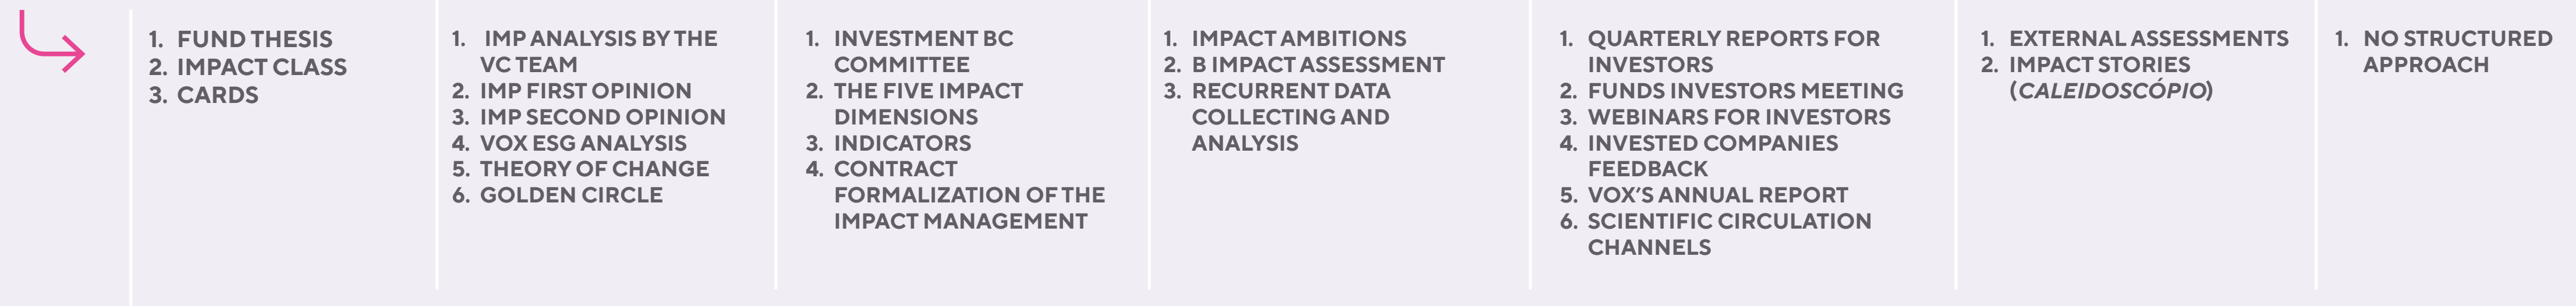 1. FUND THESIS
2. IMPACT CLASS
3. CARDS
1. IMP ANALYSIS BY THE
VC TEAM
2. IMP FIRST OPINION
3. IMP SECOND OPINION
4. VOX ESG ANALYSIS
5. THEORY OF CHANGE
6. GOLDEN CIRCLE
1. INVESTMENT BC
COMMITTEE
2. THE FIVE IMPACT
DIMENSIONS
3. INDICATORS
4. CONTRACT
FORMALIZATION OF THE
IMPACT MANAGEMENT
1. IMPACT AMBITIONS
2. B IMPACT ASSESSMENT
3. RECURRENT DATA
COLLECTING AND
ANALYSIS
1. QUARTERLY REPORTS FOR
INVESTORS
2. FUNDS INVESTORS MEETING
3. WEBINARS FOR INVESTORS
4. INVESTED COMPANIES
FEEDBACK
5. VOX’S ANNUAL REPORT
6. SCIENTIFIC CIRCULATION
CHANNELS
1. EXTERNAL ASSESSMENTS
2. IMPACT STORIES
(CALEIDOSCÓPIO)
1. NO STRUCTURED
APPROACH